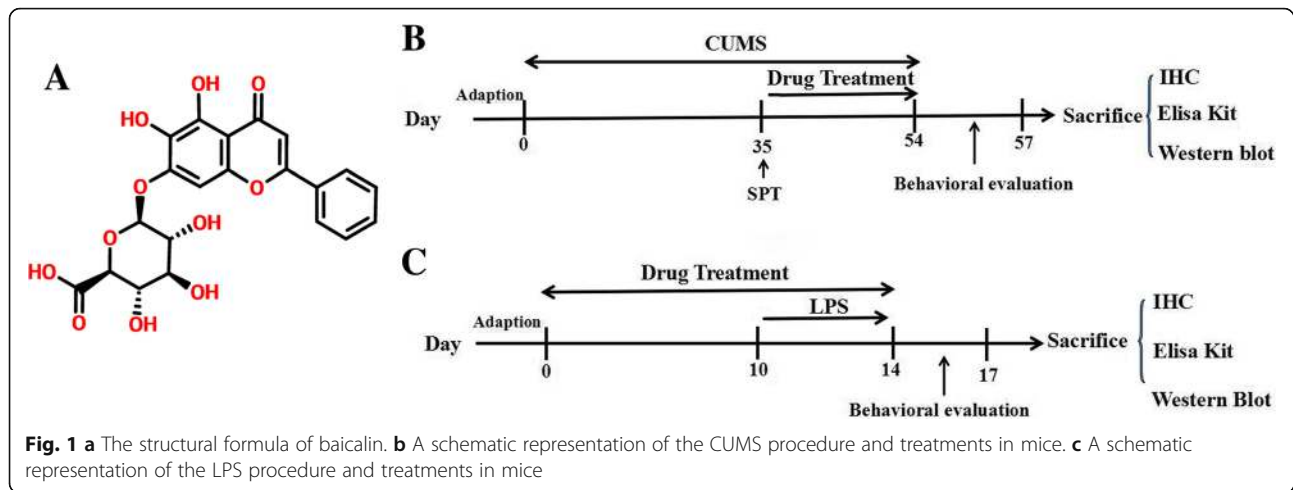 A
OH
O
OH
HO
O
O
O
OH
HO
O
OH
OH
B
CUMS
Drug Treatment
Adaption
Day
0
35
54
57
SPT
Behavioral evaluation
Sacrifice
IHC
Elisa Kit
Western blot
C
Drug Treatment
LPS
Adaption
Day
0
10
14
17
Behavioral evaluation
Sacrifice
IHC
Elisa Kit
Western Blot
Fig. 1 a The structural formula of baicalin. b A schematic representation of the CUMS procedure and treatments in mice. c A schematic
representation of the LPS procedure and treatments in mice